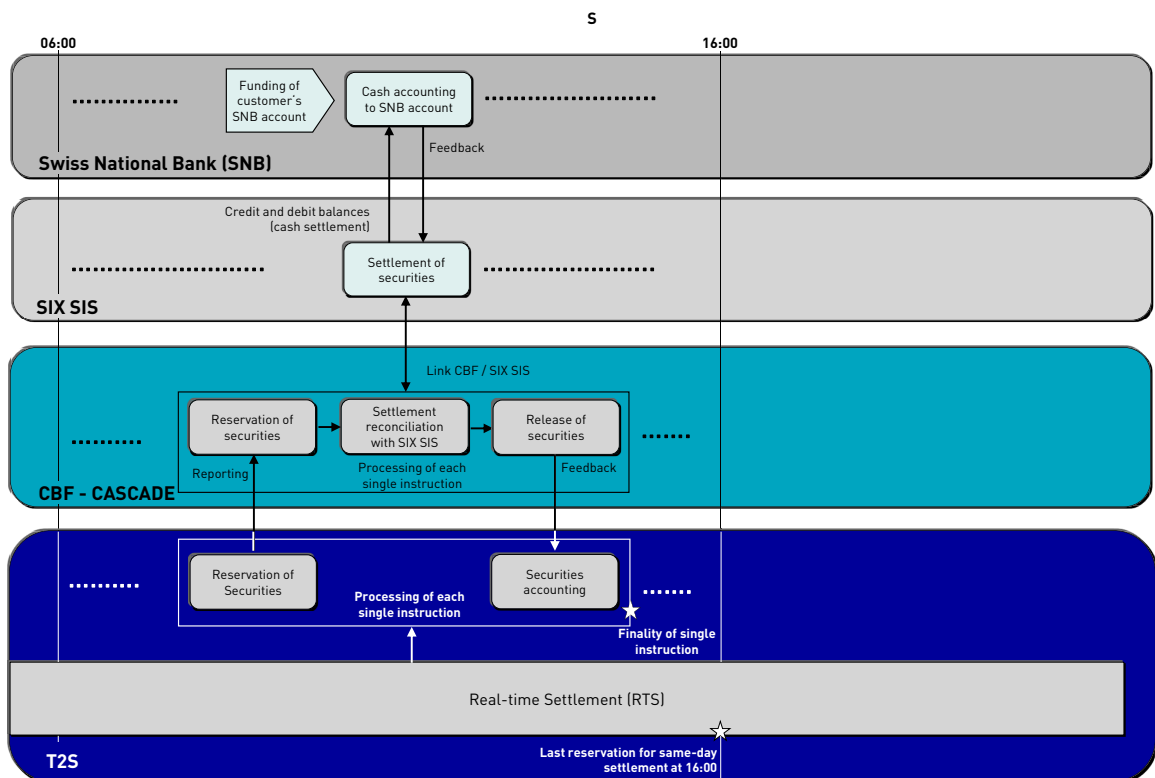 S
06:00
16:00
Funding of
customer´s
SNB account
Cash accounting
to SNB account
Feedback
Swiss National Bank (SNB)
Credit and debit balances
(cash settlement)
Settlement of
securities
SIX SIS
Link CBF / SIX SIS
Reservation of
securities
Settlement
reconciliation
with SIX SIS
Release of
securities
Reporting
Processing of each
single instruction
Feedback
CBF - CASCADE
Reservation of
Securities
Processing of each
single instruction
Securities
accounting
Finality of single
instruction
Real-time Settlement (RTS)
T2S
Last reservation for same-day
settlement at 16:00